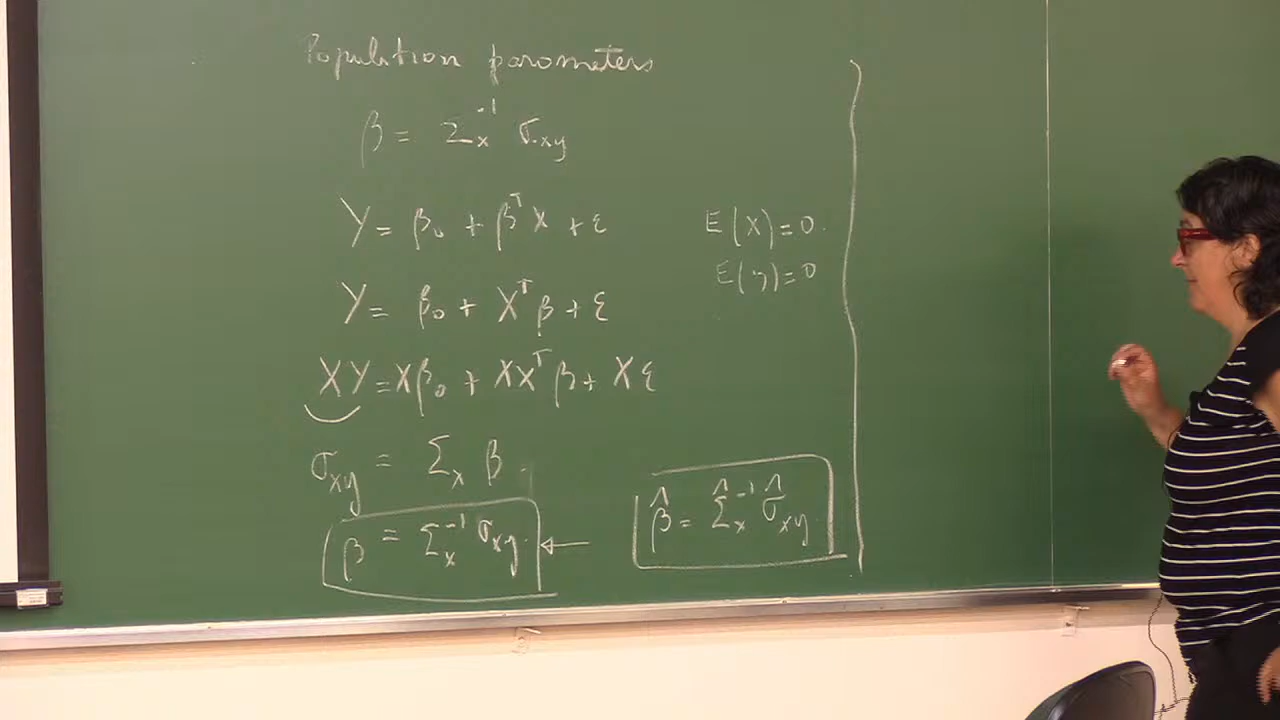 Population parameters
β = Σx⁻¹ σxy
Y = β₀ + βᵀX + ε
E(X)=0.
E(y)=0
Y = β₀ + Xᵀβ + ε
XY = Xβ₀ + XXᵀβ + Xε
σxy = Σx β.
β = Σx⁻¹ σxy.
β̂ = Σ̂x⁻¹ σ̂xy.